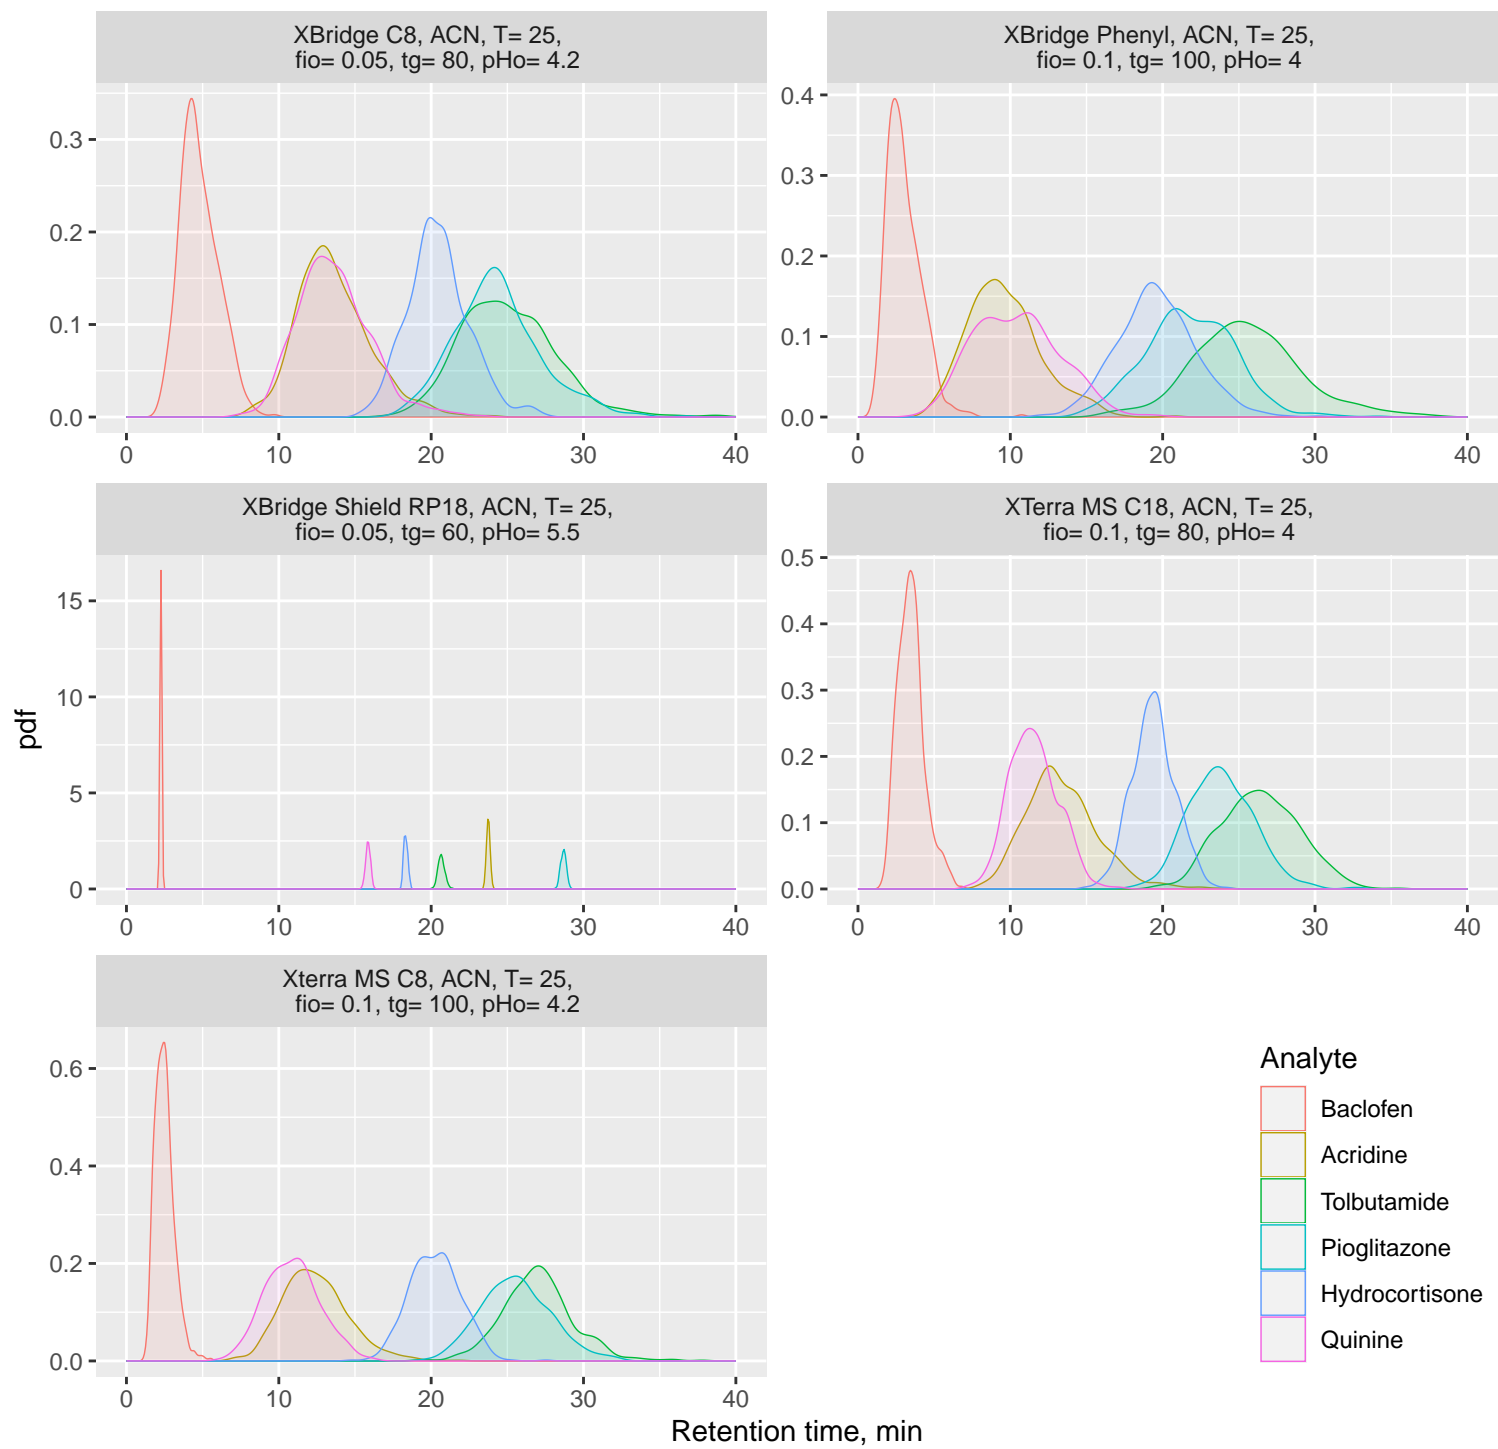 XBridge C8, ACN, T= 25,
fio= 0.05, tg= 80, pHo= 4.2
0.3
0.2
0.1
0.0
0 10 20 30 40
XBridge Phenyl, ACN, T= 25,
fio= 0.1, tg= 100, pHo= 4
0.4
0.3
0.2
0.1
0.0
0 10 20 30 40
XBridge Shield RP18, ACN, T= 25,
fio= 0.05, tg= 60, pHo= 5.5
15
10
5
0
0 10 20 30 40
XTerra MS C18, ACN, T= 25,
fio= 0.1, tg= 80, pHo= 4
0.5
0.4
0.3
0.2
0.1
0.0
0 10 20 30 40
Xterra MS C8, ACN, T= 25,
fio= 0.1, tg= 100, pHo= 4.2
0.6
0.4
0.2
0.0
0 10 20 30 40
pdf
Retention time, min
Analyte
Baclofen
Acridine
Tolbutamide
Pioglitazone
Hydrocortisone
Quinine